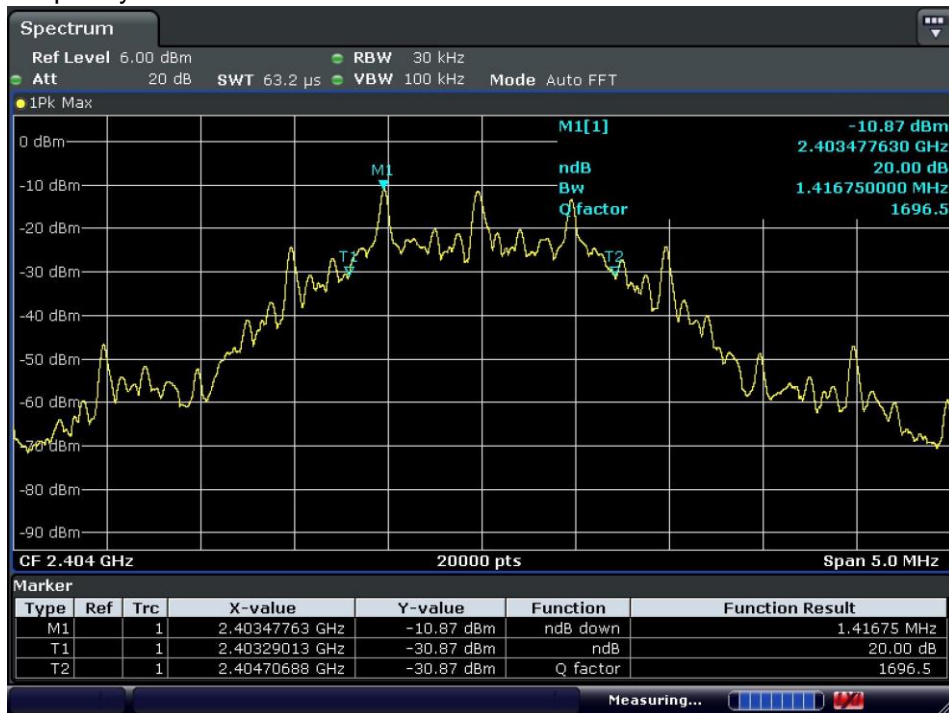 Spectrum
Ref Level 6.00 dBm RBW 30 kHz
Att 20 dB SWT 63.2 µs VBW 100 kHz Mode Auto FFT
1Pk Max
M1[1] -10.87 dBm
2.403477630 GHz
ndB 20.00 dB
Bw 1.416750000 MHz
Q factor 1696.5
0 dBm
M1
-10 dBm
-20 dBm
T1 T2
-30 dBm
-40 dBm
-50 dBm
-60 dBm
-70 dBm
-80 dBm
-90 dBm
CF 2.404 GHz 20000 pts Span 5.0 MHz
Marker
Type Ref Trc X-value Y-value Function Function Result
M1 1 2.40347763 GHz -10.87 dBm ndB down 1.41675 MHz
T1 1 2.40329013 GHz -30.87 dBm ndB 20.00 dB
T2 1 2.40470688 GHz -30.87 dBm Q factor 1696.5
Measuring...